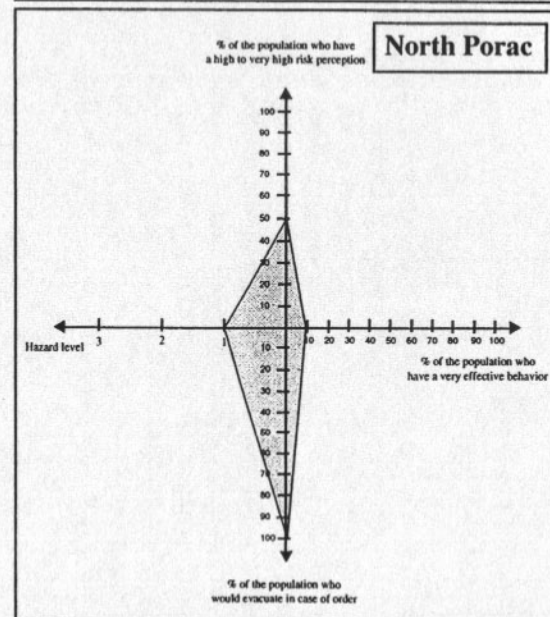 % of the population who have
a high to very high risk perception
North Porac
100
90
80
70
60
50
40
30
20
10
3 2 1 10 20 30 40 50 60 70 80 90 100
Hazard level
% of the population who
have a very effective behavior
10
20
30
40
50
60
70
80
90
100
% of the population who
would evacuate in case of order